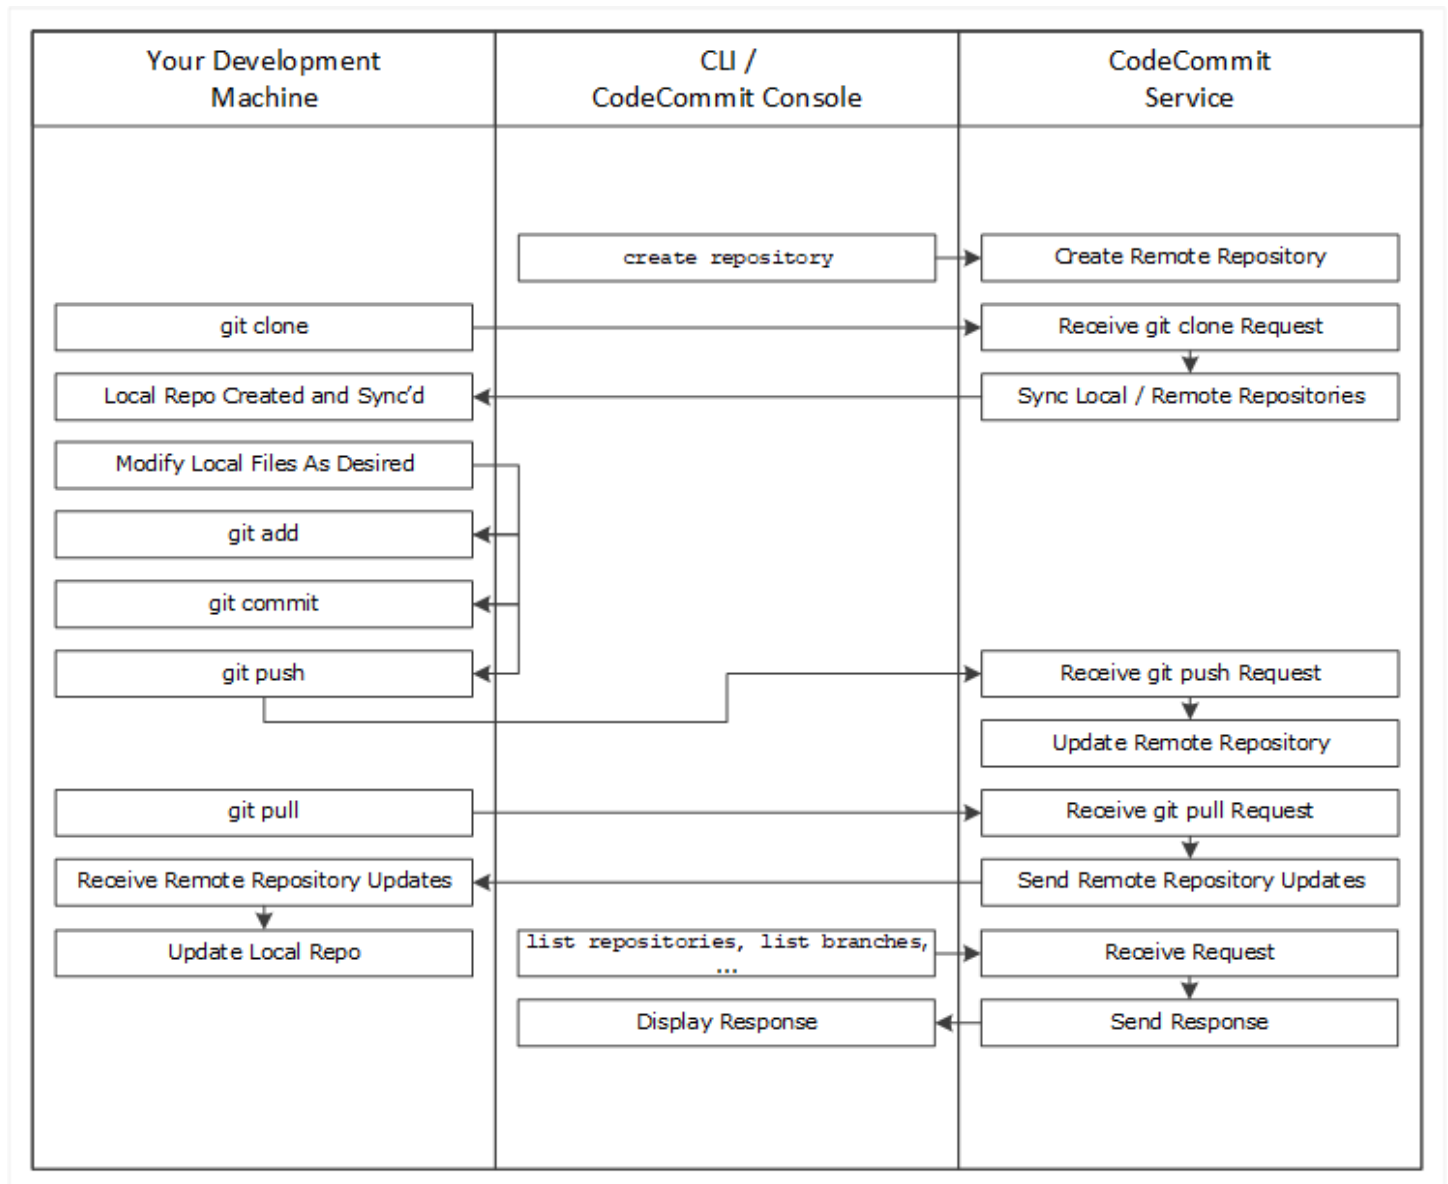 Your Development
Machine
CLI /
CodeCommit Console
CodeCommit
Service
create repository
Create Remote Repository
git clone
Receive git clone Request
Local Repo Created and Sync’d
Sync Local / Remote Repositories
Modify Local Files As Desired
git add
git commit
git push
Receive git push Request
Update Remote Repository
git pull
Receive git pull Request
Receive Remote Repository Updates
Send Remote Repository Updates
Update Local Repo
list repositories, list branches,
...
Receive Request
Display Response
Send Response